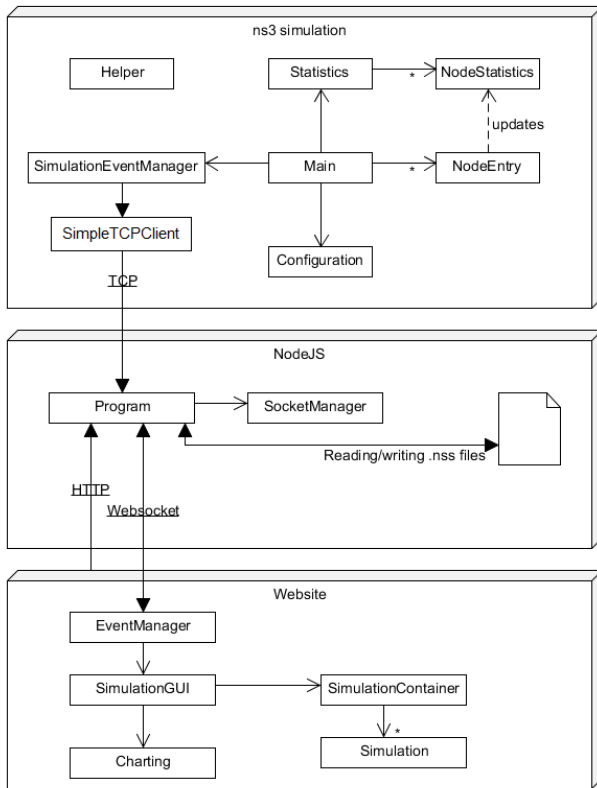 ns3 simulation
Helper
Statistics
*
NodeStatistics
updates
SimulationEventManager
Main
*
NodeEntry
SimpleTCPClient
Configuration
TCP
NodeJS
Program
SocketManager
Reading/writing .nss files
HTTP
Websocket
Website
EventManager
SimulationGUI
SimulationContainer
*
Charting
Simulation